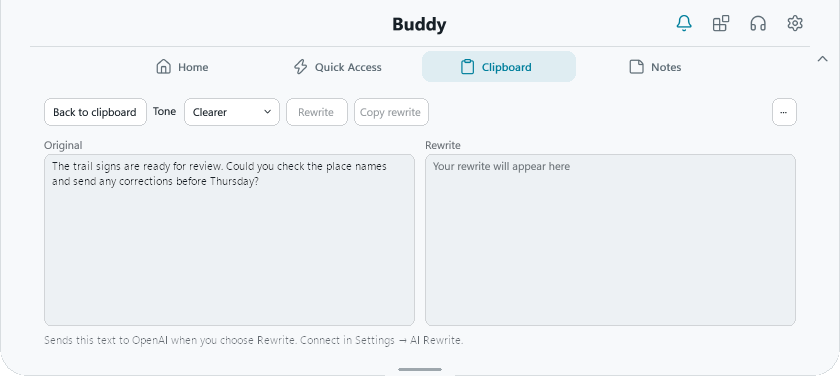 Buddy
Home
Quick Access
Clipboard
Notes
Back to clipboard
Tone
Clearer
Rewrite
Copy rewrite
...
Original
Rewrite
The trail signs are ready for review. Could you check the place names
and send any corrections before Thursday?
Your rewrite will appear here
Sends this text to OpenAI when you choose Rewrite. Connect in Settings → AI Rewrite.